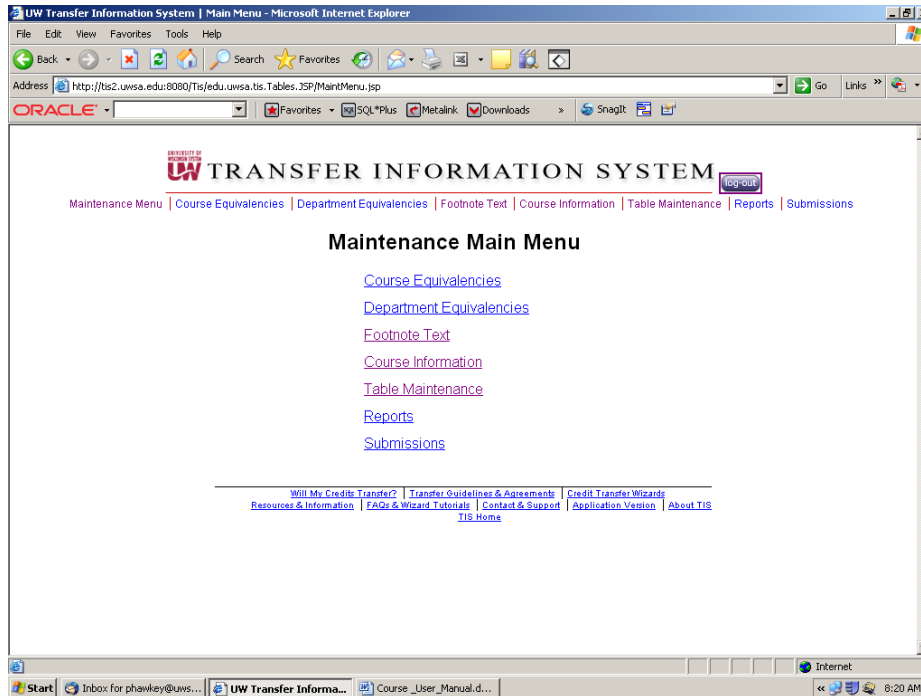 UW Transfer Information System | Main Menu - Microsoft Internet Explorer
File Edit View Favorites Tools Help
Back Search Favorites
Address http://tis2.uwsa.edu:8080/Tis/edu.uwsa.tis.Tables.JSP/MaintMenu.jsp Go Links »
ORACLE Favorites SQL*Plus Metalink Downloads » SnagIt
UNIVERSITY OF
WISCONSIN SYSTEM
UW TRANSFER INFORMATION SYSTEM log-out
Maintenance Menu | Course Equivalencies | Department Equivalencies | Footnote Text | Course Information | Table Maintenance | Reports | Submissions
Maintenance Main Menu
Course Equivalencies
Department Equivalencies
Footnote Text
Course Information
Table Maintenance
Reports
Submissions
Will My Credits Transfer? | Transfer Guidelines & Agreements | Credit Transfer Wizards
Resources & Information | FAQs & Wizard Tutorials | Contact & Support | Application Version | About TIS
TIS Home
Internet
Start Inbox for phawkey@uws... UW Transfer Informa... Course _User_Manual.d... « 8:20 AM